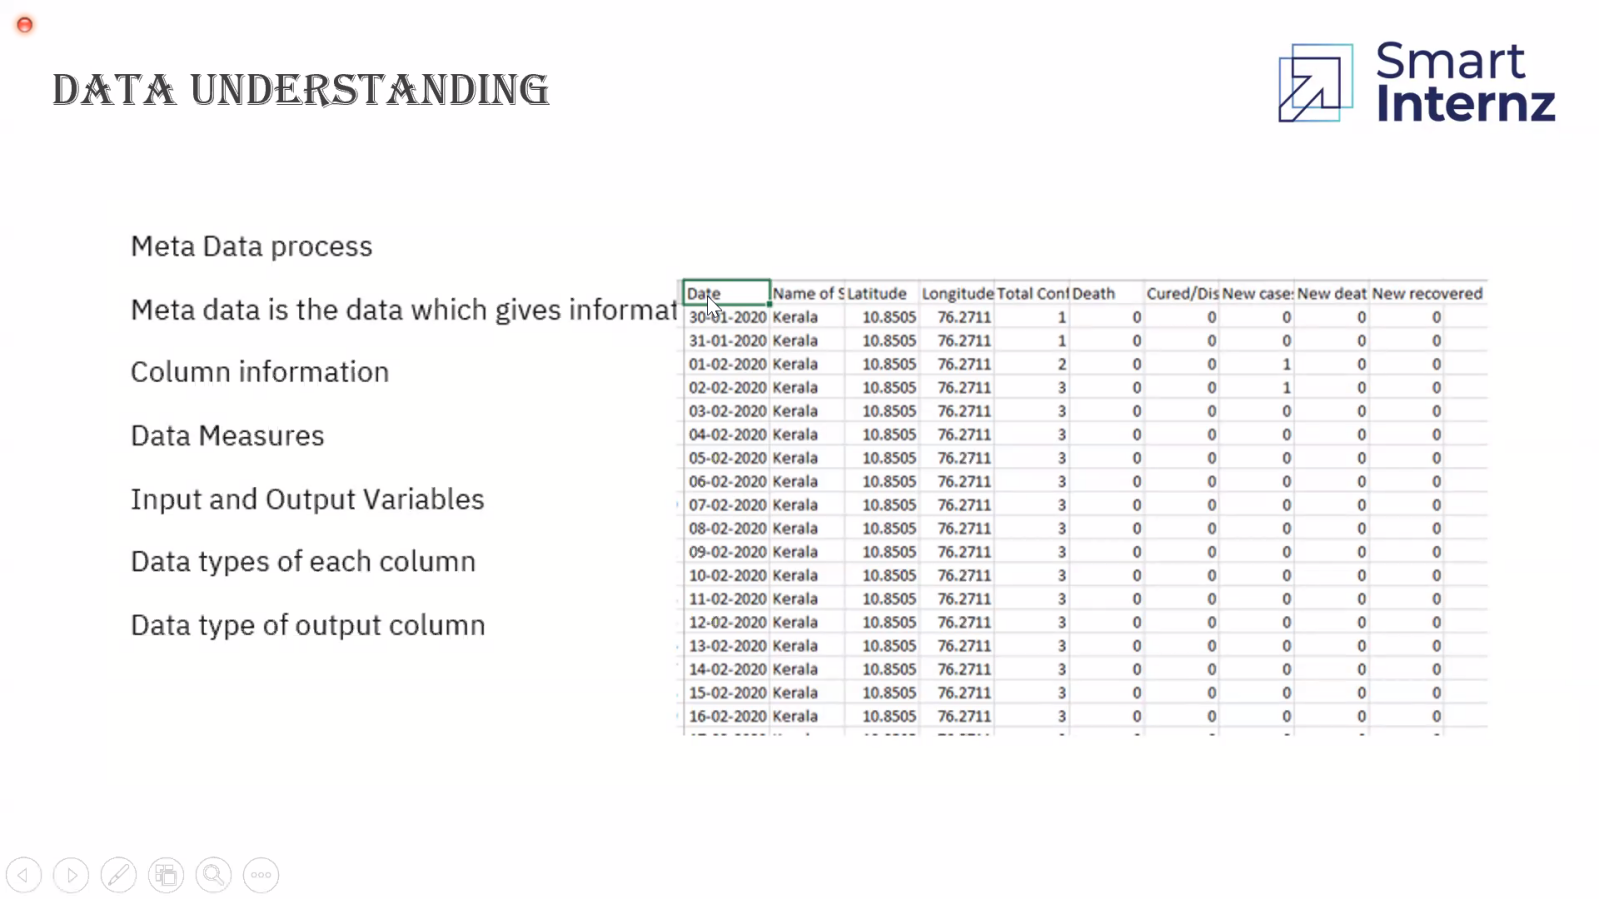 DATA UNDERSTANDING
Smart
Internz
Meta Data process
Meta data is the data which gives informat
Column information
Data Measures
Input and Output Variables
Data types of each column
Data type of output column
Date Name of S Latitude Longitude Total Conf Death Cured/Dis New case: New deat New recovered
30-01-2020 Kerala 10.8505 76.2711 1 0 0 0 0 0
31-01-2020 Kerala 10.8505 76.2711 1 0 0 0 0 0
01-02-2020 Kerala 10.8505 76.2711 2 0 0 1 0 0
02-02-2020 Kerala 10.8505 76.2711 3 0 0 1 0 0
03-02-2020 Kerala 10.8505 76.2711 3 0 0 0 0 0
04-02-2020 Kerala 10.8505 76.2711 3 0 0 0 0 0
05-02-2020 Kerala 10.8505 76.2711 3 0 0 0 0 0
06-02-2020 Kerala 10.8505 76.2711 3 0 0 0 0 0
07-02-2020 Kerala 10.8505 76.2711 3 0 0 0 0 0
08-02-2020 Kerala 10.8505 76.2711 3 0 0 0 0 0
09-02-2020 Kerala 10.8505 76.2711 3 0 0 0 0 0
10-02-2020 Kerala 10.8505 76.2711 3 0 0 0 0 0
11-02-2020 Kerala 10.8505 76.2711 3 0 0 0 0 0
12-02-2020 Kerala 10.8505 76.2711 3 0 0 0 0 0
13-02-2020 Kerala 10.8505 76.2711 3 0 0 0 0 0
14-02-2020 Kerala 10.8505 76.2711 3 0 0 0 0 0
15-02-2020 Kerala 10.8505 76.2711 3 0 0 0 0 0
16-02-2020 Kerala 10.8505 76.2711 3 0 0 0 0 0